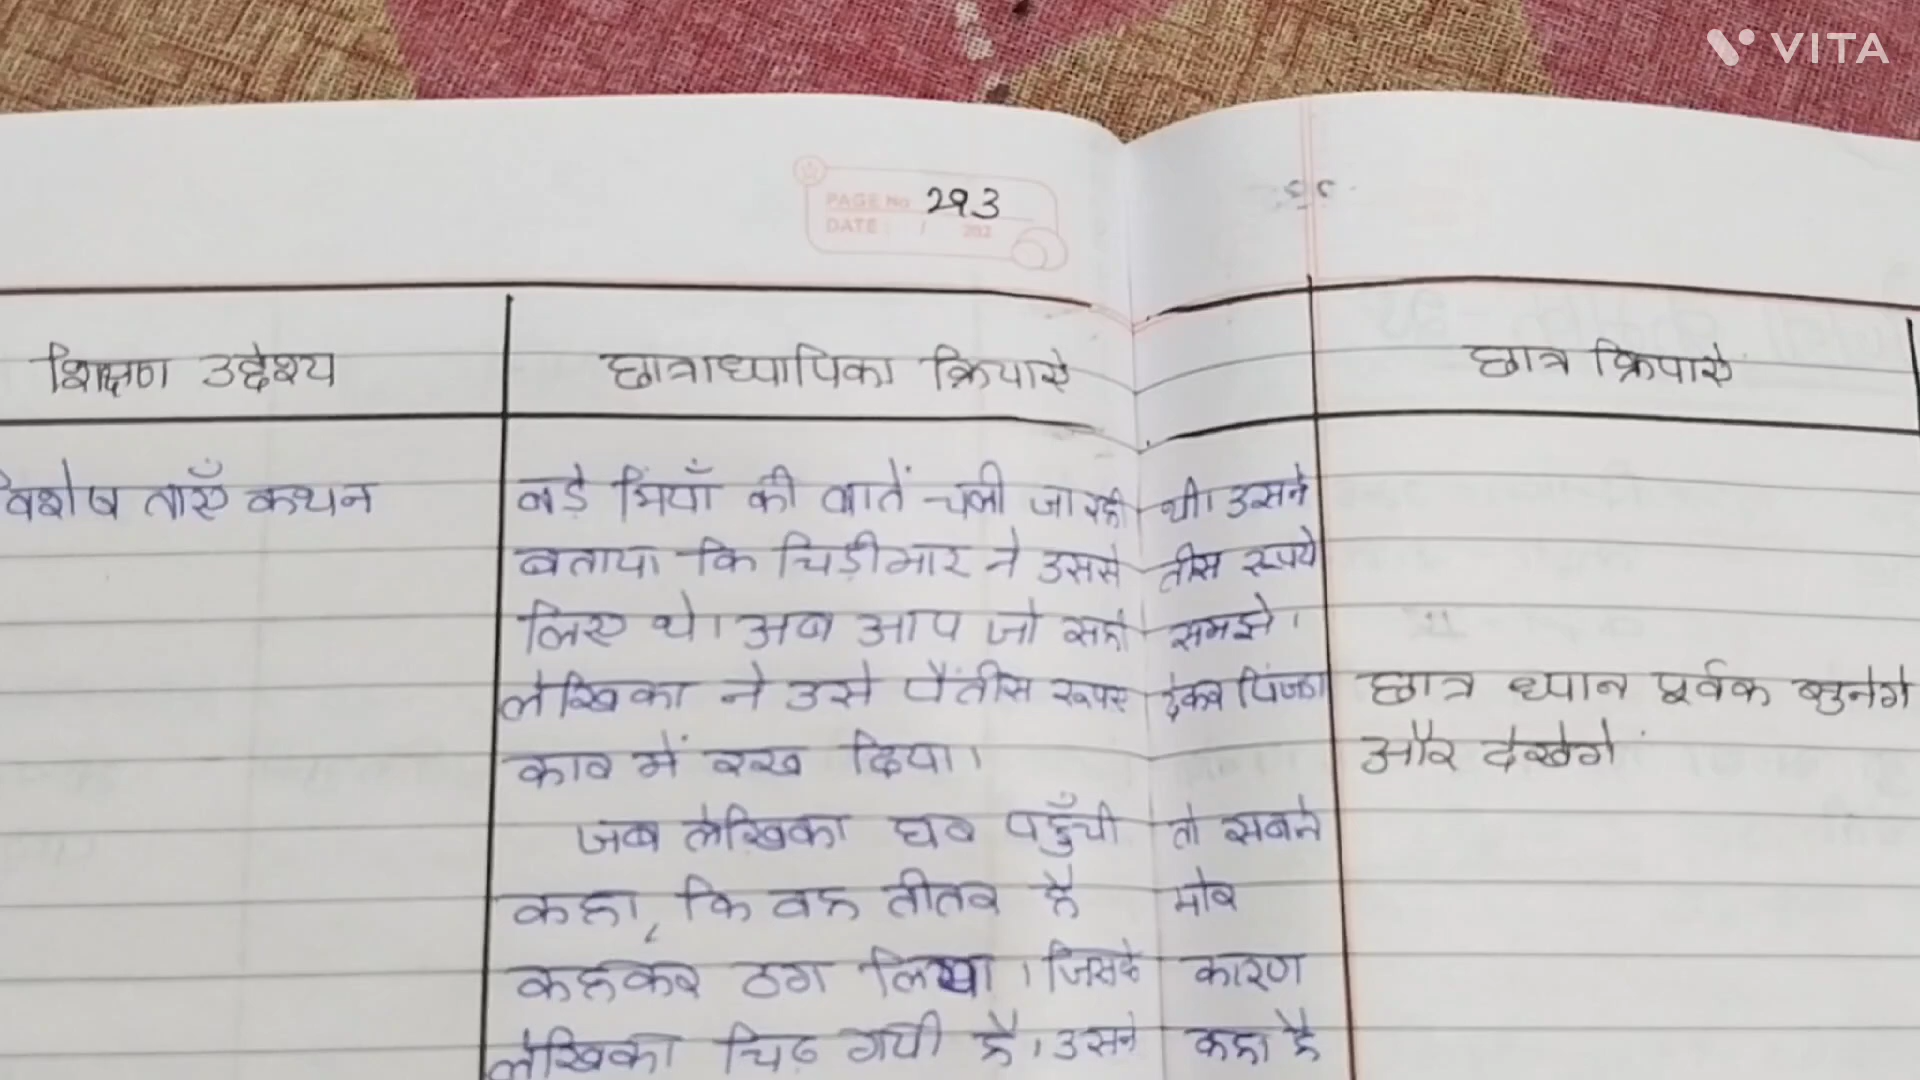 VITA
PAGE No 293
DATE : / 202
शिक्षण उद्देश्य
छात्राध्यापिका क्रियाएे
छात्र क्रियाएे
विशेष ताएँ कथन
बड़े मियाँ की बातें चली जा रही थी। उसने
बताया कि चिड़ीमार ने उससे तीस रूपये
लिए थे। अब आप जो सही समझे।
लेखिका ने उसे पैंतीस रूपए देकर पिंजरा
कार में रख दिया।
जब लेखिका घर पहुँची तो सबने
कहा, कि वह तीतर है मोर
कहकर ठग लिया। जिसके कारण
लेखिका चिढ़ गयी है। उसने कहा है
छात्र ध्यान पूर्वक सुनेगे
और देखेगे